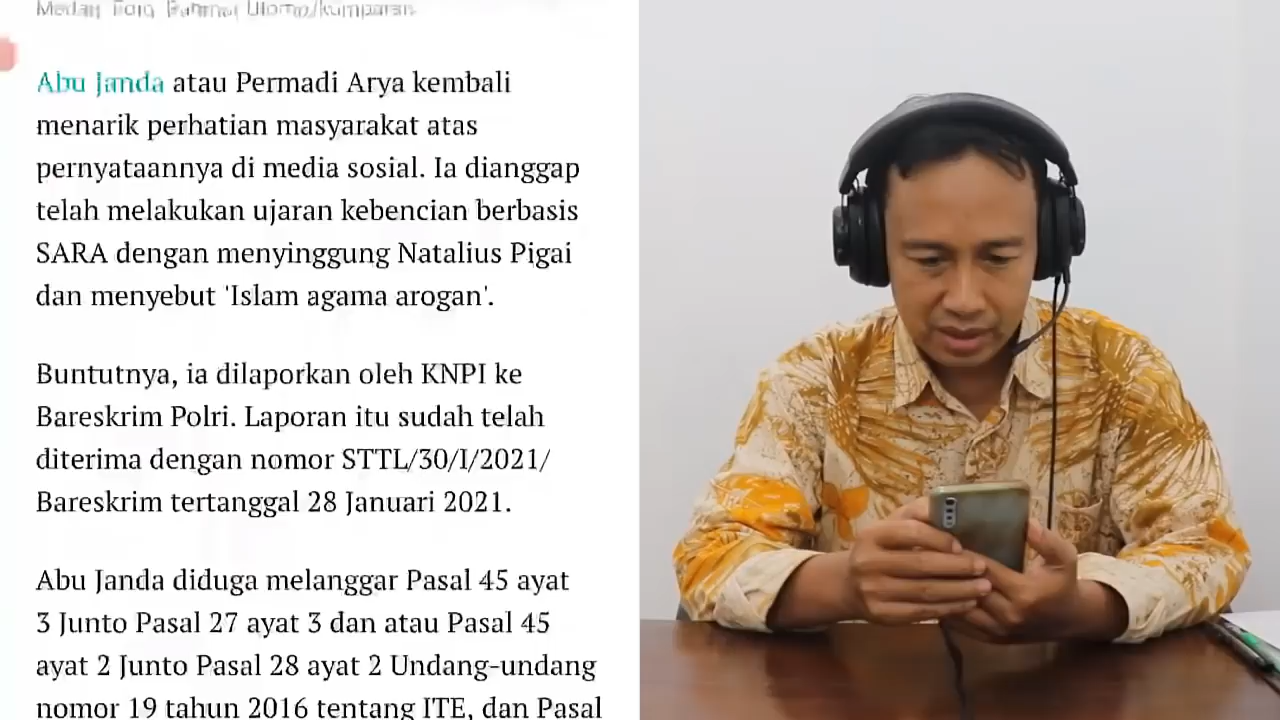 Abu Janda atau Permadi Arya kembali
menarik perhatian masyarakat atas
pernyataannya di media sosial. Ia dianggap
telah melakukan ujaran kebencian berbasis
SARA dengan menyinggung Natalius Pigai
dan menyebut 'Islam agama arogan'.
Buntutnya, ia dilaporkan oleh KNPI ke
Bareskrim Polri. Laporan itu sudah telah
diterima dengan nomor STTL/30/I/2021/
Bareskrim tertanggal 28 Januari 2021.
Abu Janda diduga melanggar Pasal 45 ayat
3 Junto Pasal 27 ayat 3 dan atau Pasal 45
ayat 2 Junto Pasal 28 ayat 2 Undang-undang
nomor 19 tahun 2016 tentang ITE, dan Pasal